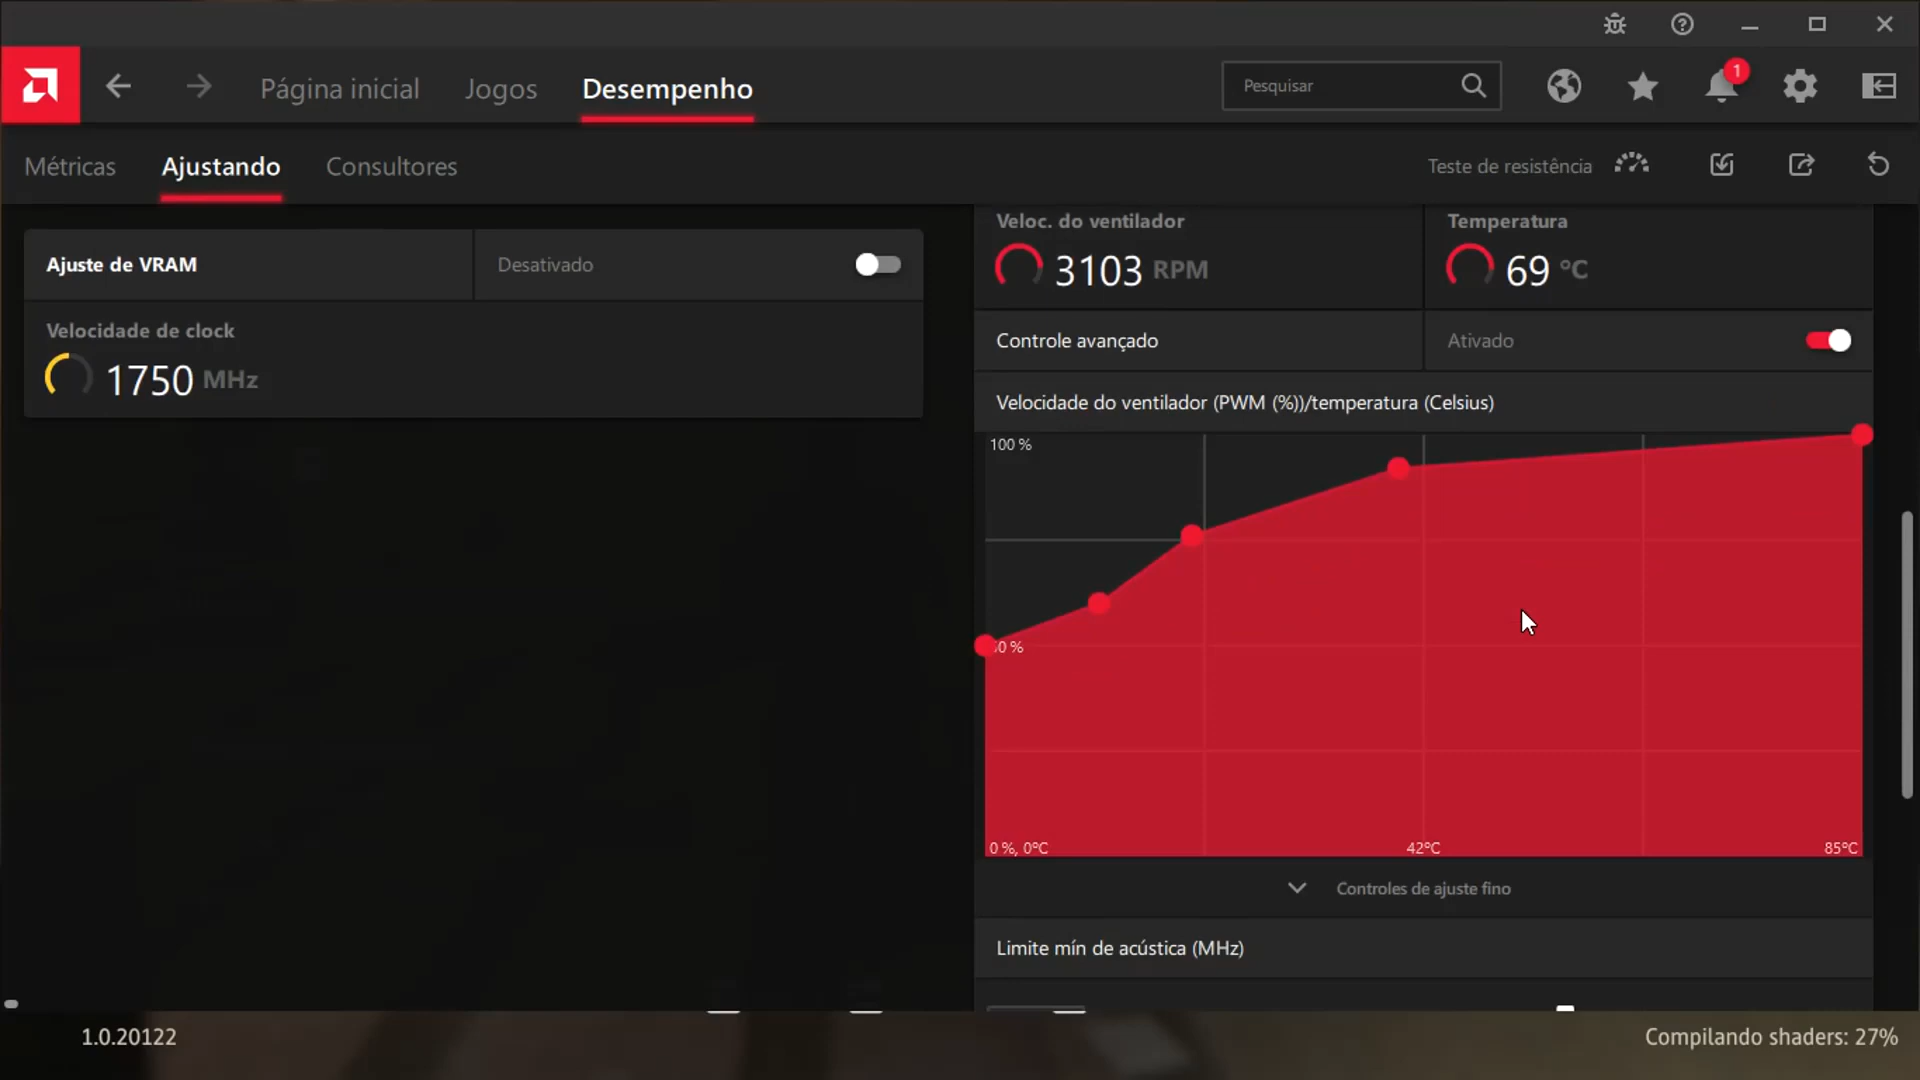 1
Página inicial
Jogos
Desempenho
Pesquisar
Métricas
Ajustando
Consultores
Teste de resistência
Ajuste de VRAM
Desativado
Velocidade de clock
1750 MHz
Veloc. do ventilador
3103 RPM
Temperatura
69 °C
Controle avançado
Ativado
Velocidade do ventilador (PWM (%))/temperatura (Celsius)
100 %
0 %
0 %, 0°C
42°C
85°C
Controles de ajuste fino
Limite mín de acústica (MHz)
1.0.20122
Compilando shaders: 27%